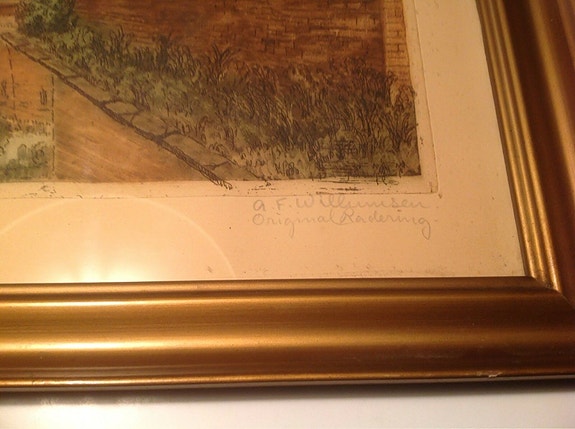 A. F. Willumsen
Original Radering.